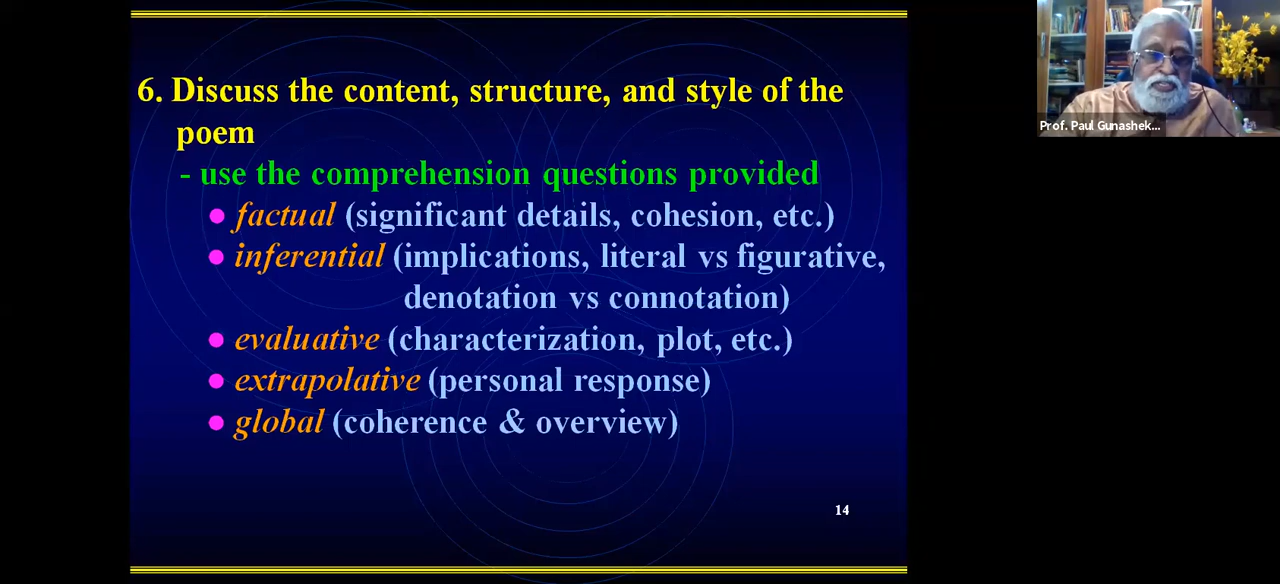 6. Discuss the content, structure, and style of the
poem
- use the comprehension questions provided
● factual (significant details, cohesion, etc.)
● inferential (implications, literal vs figurative,
denotation vs connotation)
● evaluative (characterization, plot, etc.)
● extrapolative (personal response)
● global (coherence & overview)
14
Prof. Paul Gunashek...